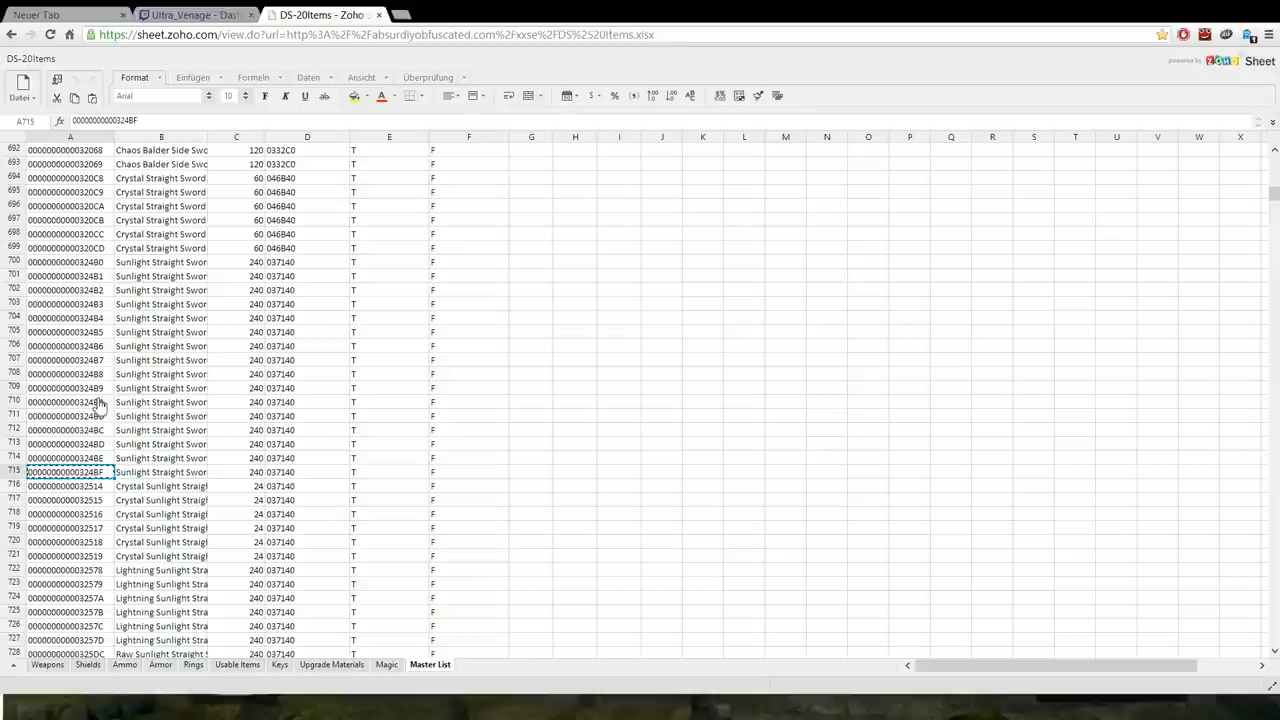 Neuer Tab Ultra_Venage - Das DS-20Items - Zoho
https://sheet.zoho.com/view.do?url=http%3A%2F%2Fabsurdlyobfuscated.com%2Fxxse%2FDS%2520Items.xlsx
DS-20Items
powered by ZOHO Sheet
Format Einfügen Formeln Daten Ansicht Überprüfung
Datei
Arial 10
A715 fx 00000000000324BF
A B C D E F G H I J K L M N O P Q R S T U V W X
692 0000000000032068 Chaos Balder Side Swo 120 0332C0 T F
693 0000000000032069 Chaos Balder Side Swo 120 0332C0 T F
694 00000000000320C8 Crystal Straight Sword 60 046B40 T F
695 00000000000320C9 Crystal Straight Sword 60 046B40 T F
696 00000000000320CA Crystal Straight Sword 60 046B40 T F
697 00000000000320CB Crystal Straight Sword 60 046B40 T F
698 00000000000320CC Crystal Straight Sword 60 046B40 T F
699 00000000000320CD Crystal Straight Sword 60 046B40 T F
700 00000000000324B0 Sunlight Straight Swor 240 037140 T F
701 00000000000324B1 Sunlight Straight Swor 240 037140 T F
702 00000000000324B2 Sunlight Straight Swor 240 037140 T F
703 00000000000324B3 Sunlight Straight Swor 240 037140 T F
704 00000000000324B4 Sunlight Straight Swor 240 037140 T F
705 00000000000324B5 Sunlight Straight Swor 240 037140 T F
706 00000000000324B6 Sunlight Straight Swor 240 037140 T F
707 00000000000324B7 Sunlight Straight Swor 240 037140 T F
708 00000000000324B8 Sunlight Straight Swor 240 037140 T F
709 00000000000324B9 Sunlight Straight Swor 240 037140 T F
710 Sunlight Straight Swor 240 037140 T F
711 Sunlight Straight Swor 240 037140 T F
712 00000000000324BC Sunlight Straight Swor 240 037140 T F
713 00000000000324BD Sunlight Straight Swor 240 037140 T F
714 00000000000324BE Sunlight Straight Swor 240 037140 T F
715 00000000000324BF Sunlight Straight Swor 240 037140 T F
716 0000000000032514 Crystal Sunlight Straigh 24 037140 T F
717 0000000000032515 Crystal Sunlight Straigh 24 037140 T F
718 0000000000032516 Crystal Sunlight Straigh 24 037140 T F
719 0000000000032517 Crystal Sunlight Straigh 24 037140 T F
720 0000000000032518 Crystal Sunlight Straigh 24 037140 T F
721 0000000000032519 Crystal Sunlight Straigh 24 037140 T F
722 0000000000032578 Lightning Sunlight Stra 240 037140 T F
723 0000000000032579 Lightning Sunlight Stra 240 037140 T F
724 000000000003257A Lightning Sunlight Stra 240 037140 T F
725 000000000003257B Lightning Sunlight Stra 240 037140 T F
726 000000000003257C Lightning Sunlight Stra 240 037140 T F
727 000000000003257D Lightning Sunlight Stra 240 037140 T F
728 00000000000325DC Raw Sunlight Straight S 240 037140 T F
Weapons Shields Ammo Armor Rings Usable Items Keys Upgrade Materials Magic Master List